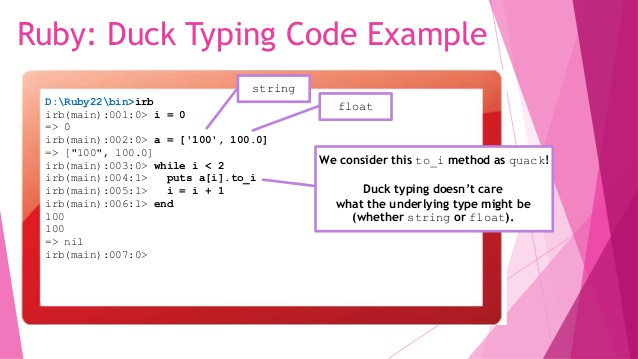 Ruby: Duck Typing Code Example
string
float
D:\Ruby22\bin>irb
irb(main):001:0> i = 0
=> 0
irb(main):002:0> a = ['100', 100.0]
=> ["100", 100.0]
irb(main):003:0> while i < 2
irb(main):004:1>   puts a[i].to_i
irb(main):005:1>   i = i + 1
irb(main):006:1> end
100
100
=> nil
irb(main):007:0>
We consider this to_i method as quack!
Duck typing doesn’t care
what the underlying type might be
(whether string or float).